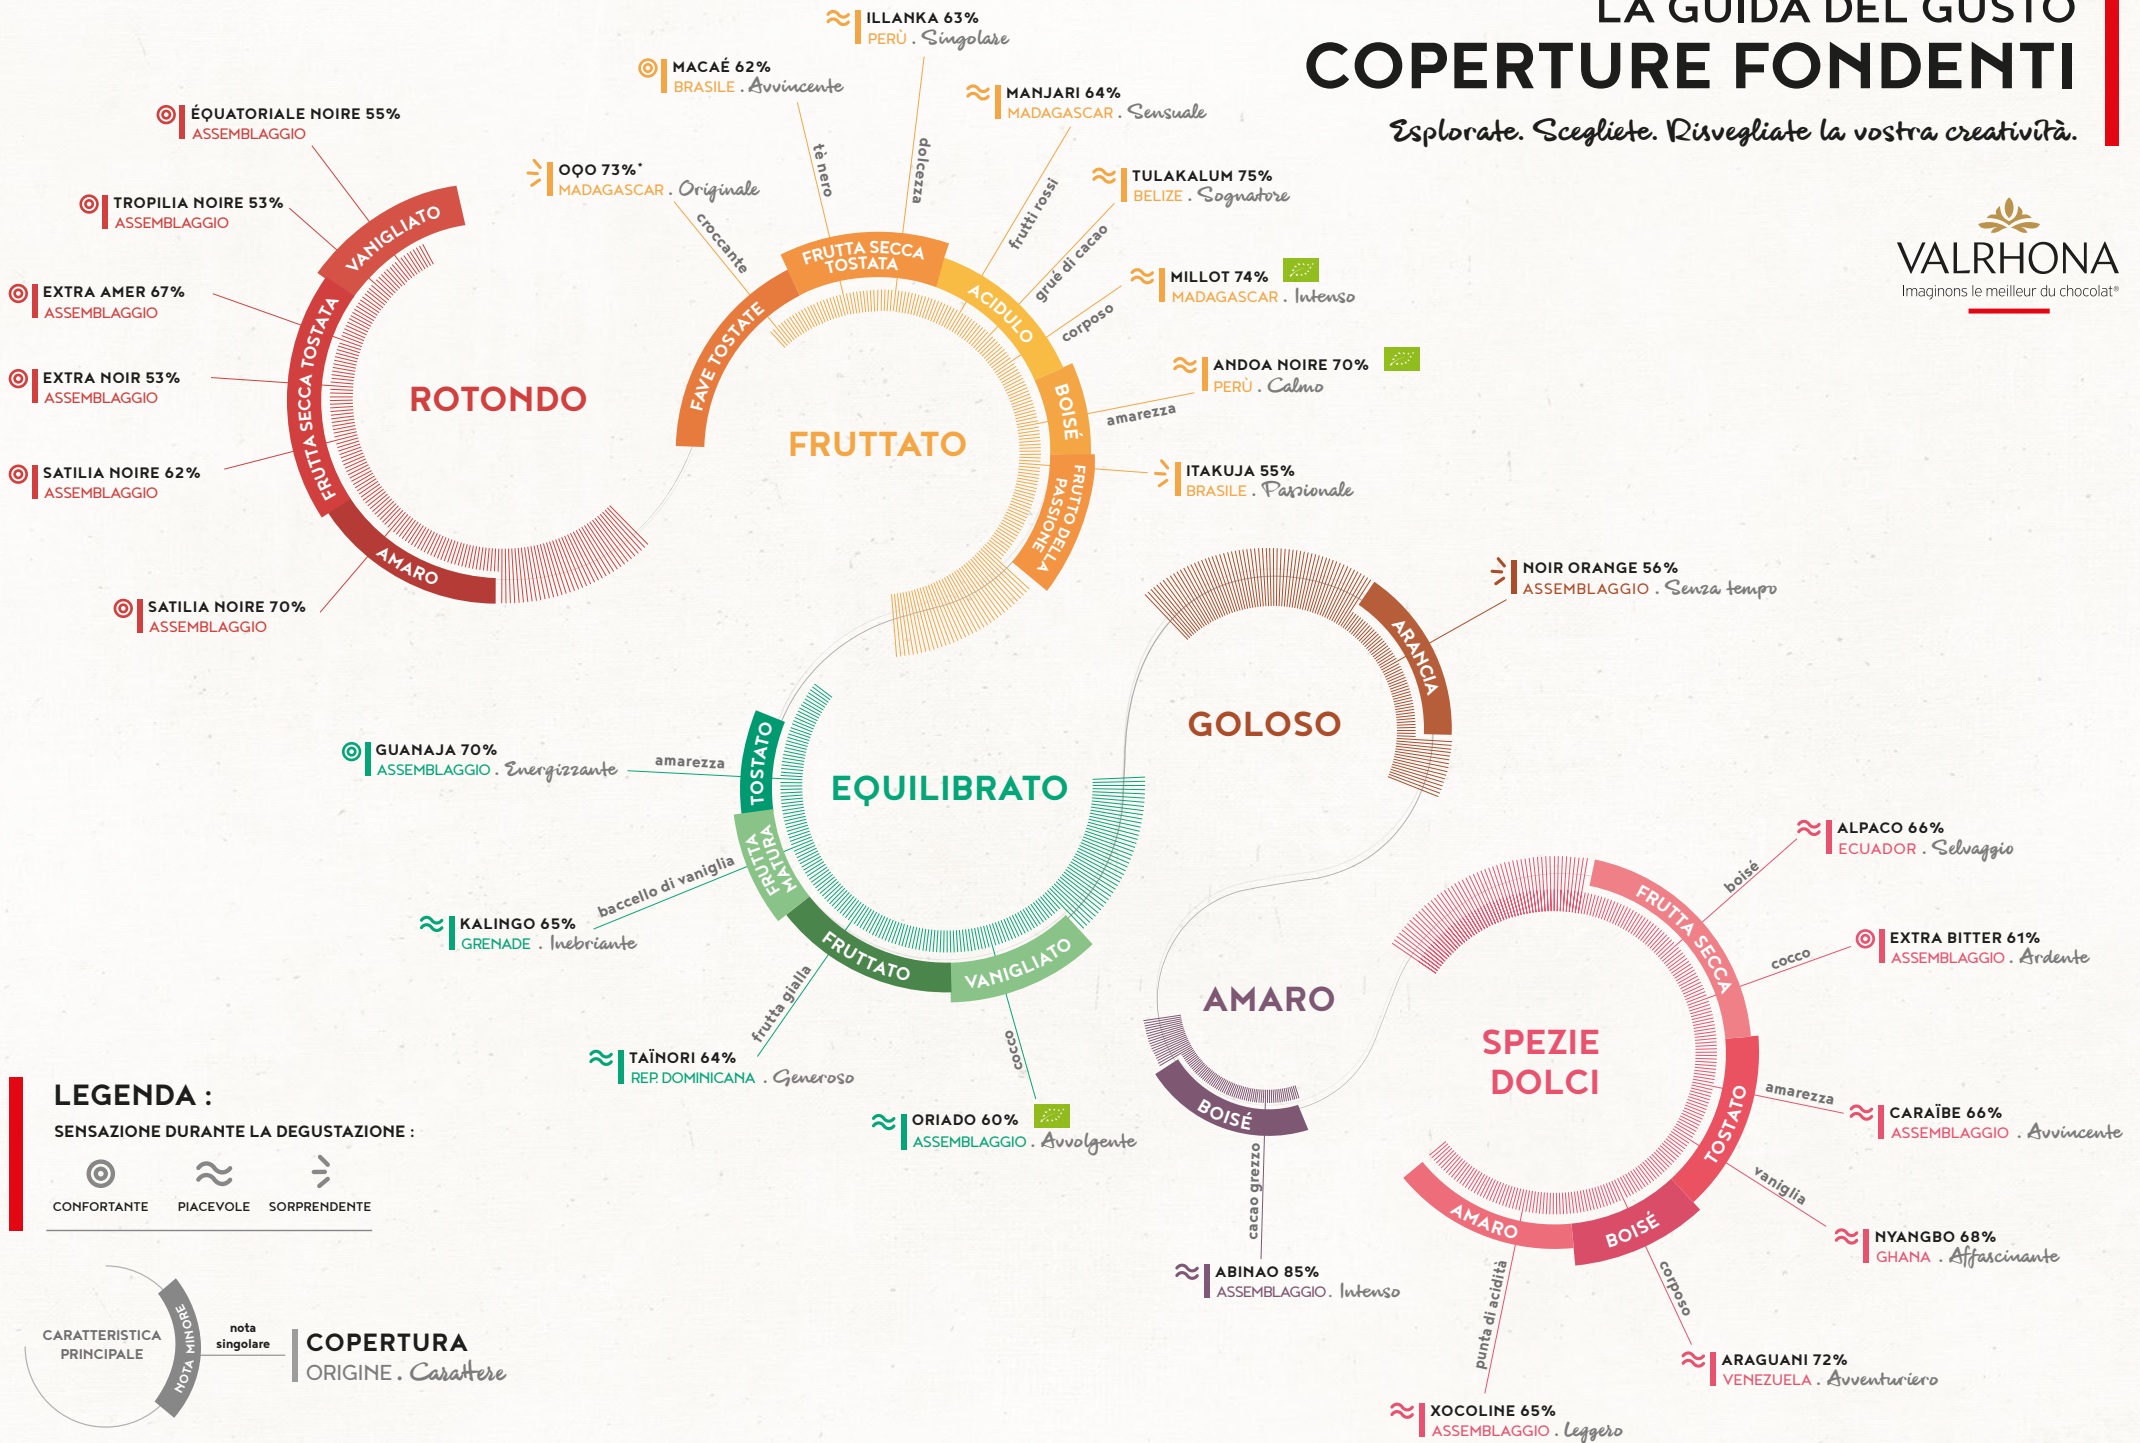 LA GUIDA DEL GUSTO
COPERTURE FONDENTI
Esplorate. Scegliete. Risvegliate la vostra creatività.
VALRHONA
Imaginons le meilleur du chocolat®
ROTONDO
VANIGLIATO
FRUTTA SECCA TOSTATA
AMARO
ÉQUATORIALE NOIRE 55%
ASSEMBLAGGIO
TROPILIA NOIRE 53%
ASSEMBLAGGIO
EXTRA AMER 67%
ASSEMBLAGGIO
EXTRA NOIR 53%
ASSEMBLAGGIO
SATILIA NOIRE 62%
ASSEMBLAGGIO
SATILIA NOIRE 70%
ASSEMBLAGGIO
FRUTTATO
FAVE TOSTATE
FRUTTA SECCA
TOSTATA
ACIDULO
BOISÉ
FRUTTO DELLA
PASSIONE
OQO 73%*
MADAGASCAR . Originale
croccante
MACAÉ 62%
BRASILE . Avvincente
tè nero
ILLANKA 63%
PERÙ . Singolare
dolcezza
MANJARI 64%
MADAGASCAR . Sensuale
frutti rossi
TULAKALUM 75%
BELIZE . Sognatore
grué di cacao
MILLOT 74%
MADAGASCAR . Intenso
corposo
ANDOA NOIRE 70%
PERÙ . Calmo
amarezza
ITAKUJA 55%
BRASILE . Passionale
GOLOSO
ARANCIA
NOIR ORANGE 56%
ASSEMBLAGGIO . Senza tempo
EQUILIBRATO
TOSTATO
FRUTTA
MATURA
FRUTTATO
VANIGLIATO
GUANAJA 70%
ASSEMBLAGGIO . Energizzante
amarezza
KALINGO 65%
GRENADE . Inebriante
baccello di vaniglia
TAÏNORI 64%
REP. DOMINICANA . Generoso
frutta gialla
ORIADO 60%
ASSEMBLAGGIO . Avvolgente
cocco
AMARO
BOISÉ
cacao grezzo
ABINAO 85%
ASSEMBLAGGIO . Intenso
SPEZIE
DOLCI
FRUTTA SECCA
TOSTATO
BOISÉ
AMARO
ALPACO 66%
ECUADOR . Selvaggio
boisé
EXTRA BITTER 61%
ASSEMBLAGGIO . Ardente
cocco
CARAÏBE 66%
ASSEMBLAGGIO . Avvincente
amarezza
NYANGBO 68%
GHANA . Affascinante
vaniglia
ARAGUANI 72%
VENEZUELA . Avventuriero
corposo
XOCOLINE 65%
ASSEMBLAGGIO . Leggero
punta di acidità
LEGENDA :
SENSAZIONE DURANTE LA DEGUSTAZIONE :
CONFORTANTE PIACEVOLE SORPRENDENTE
CARATTERISTICA
PRINCIPALE
NOTA MINORE
nota
singolare
COPERTURA
ORIGINE . Carattere